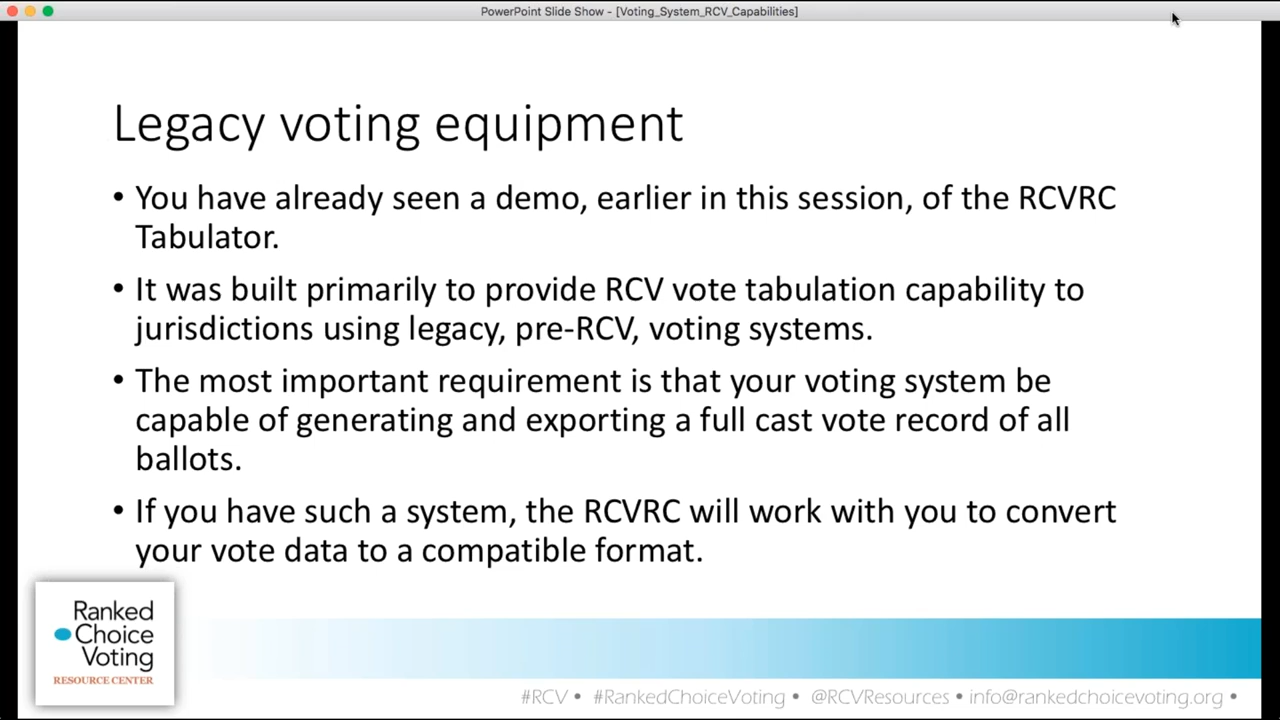 PowerPoint Slide Show - [Voting_System_RCV_Capabilities]
Legacy voting equipment
• You have already seen a demo, earlier in this session, of the RCVRC
Tabulator.
• It was built primarily to provide RCV vote tabulation capability to
jurisdictions using legacy, pre-RCV, voting systems.
• The most important requirement is that your voting system be
capable of generating and exporting a full cast vote record of all
ballots.
• If you have such a system, the RCVRC will work with you to convert
your vote data to a compatible format.
Ranked
Choice
Voting
RESOURCE CENTER
#RCV • #RankedChoiceVoting • @RCVResources • info@rankedchoicevoting.org •